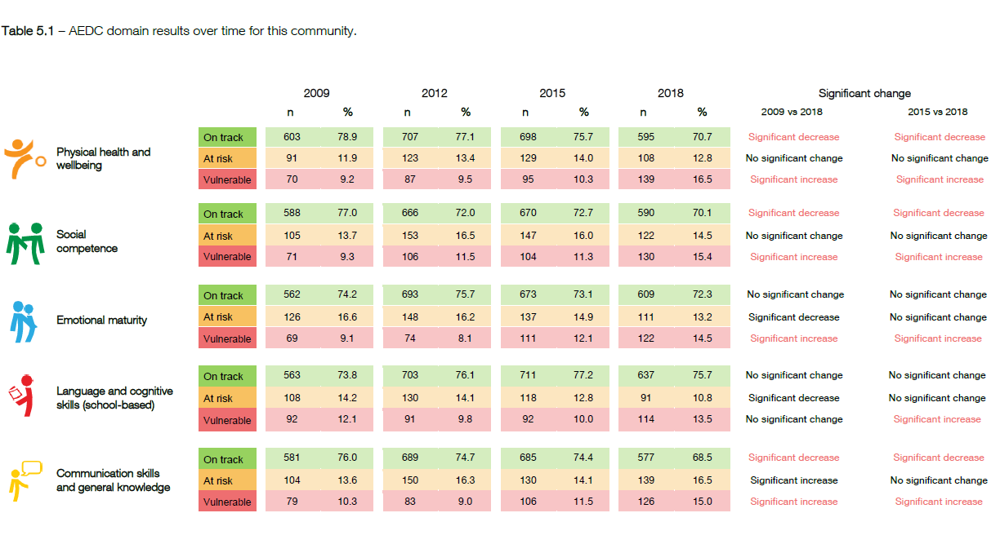 Table 5.1 – AEDC domain results over time for this community.
2009 2012 2015 2018 Significant change
n % n % n % n % 2009 vs 2018 2015 vs 2018
Physical health and
wellbeing
On track 603 78.9 707 77.1 698 75.7 595 70.7 Significant decrease Significant decrease
At risk 91 11.9 123 13.4 129 14.0 108 12.8 No significant change No significant change
Vulnerable 70 9.2 87 9.5 95 10.3 139 16.5 Significant increase Significant increase
Social
competence
On track 588 77.0 666 72.0 670 72.7 590 70.1 Significant decrease Significant decrease
At risk 105 13.7 153 16.5 147 16.0 122 14.5 No significant change No significant change
Vulnerable 71 9.3 106 11.5 104 11.3 130 15.4 Significant increase Significant increase
Emotional maturity
On track 562 74.2 693 75.7 673 73.1 609 72.3 No significant change No significant change
At risk 126 16.6 148 16.2 137 14.9 111 13.2 Significant decrease No significant change
Vulnerable 69 9.1 74 8.1 111 12.1 122 14.5 Significant increase Significant increase
Language and cognitive
skills (school-based)
On track 563 73.8 703 76.1 711 77.2 637 75.7 No significant change No significant change
At risk 108 14.2 130 14.1 118 12.8 91 10.8 Significant decrease No significant change
Vulnerable 92 12.1 91 9.8 92 10.0 114 13.5 No significant change Significant increase
Communication skills
and general knowledge
On track 581 76.0 689 74.7 685 74.4 577 68.5 Significant decrease Significant decrease
At risk 104 13.6 150 16.3 130 14.1 139 16.5 Significant increase No significant change
Vulnerable 79 10.3 83 9.0 106 11.5 126 15.0 Significant increase Significant increase